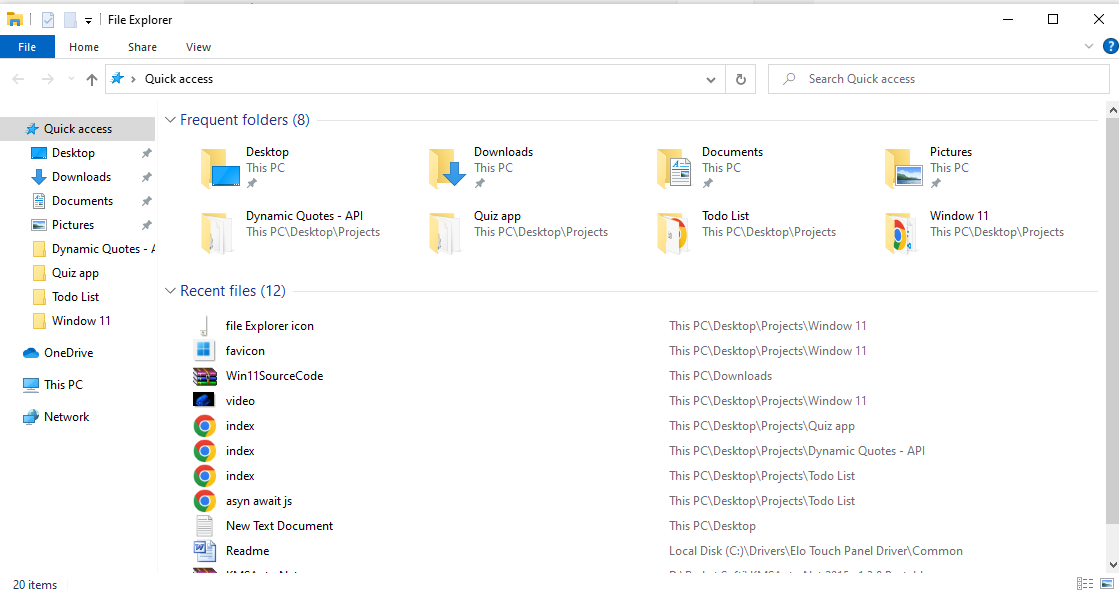 File Explorer
File Home Share View
Quick access
Search Quick access
Quick access
Desktop
Downloads
Documents
Pictures
Dynamic Quotes - A
Quiz app
Todo List
Window 11
OneDrive
This PC
Network
Frequent folders (8)
Desktop
This PC
Downloads
This PC
Documents
This PC
Pictures
This PC
Dynamic Quotes - API
This PC\Desktop\Projects
Quiz app
This PC\Desktop\Projects
Todo List
This PC\Desktop\Projects
Window 11
This PC\Desktop\Projects
Recent files (12)
file Explorer icon This PC\Desktop\Projects\Window 11
favicon This PC\Desktop\Projects\Window 11
Win11SourceCode This PC\Downloads
video This PC\Desktop\Projects\Window 11
index This PC\Desktop\Projects\Quiz app
index This PC\Desktop\Projects\Dynamic Quotes - API
index This PC\Desktop\Projects\Todo List
asyn await js This PC\Desktop\Projects\Todo List
New Text Document This PC\Desktop
Readme Local Disk (C:)\Drivers\Elo Touch Panel Driver\Common
20 items